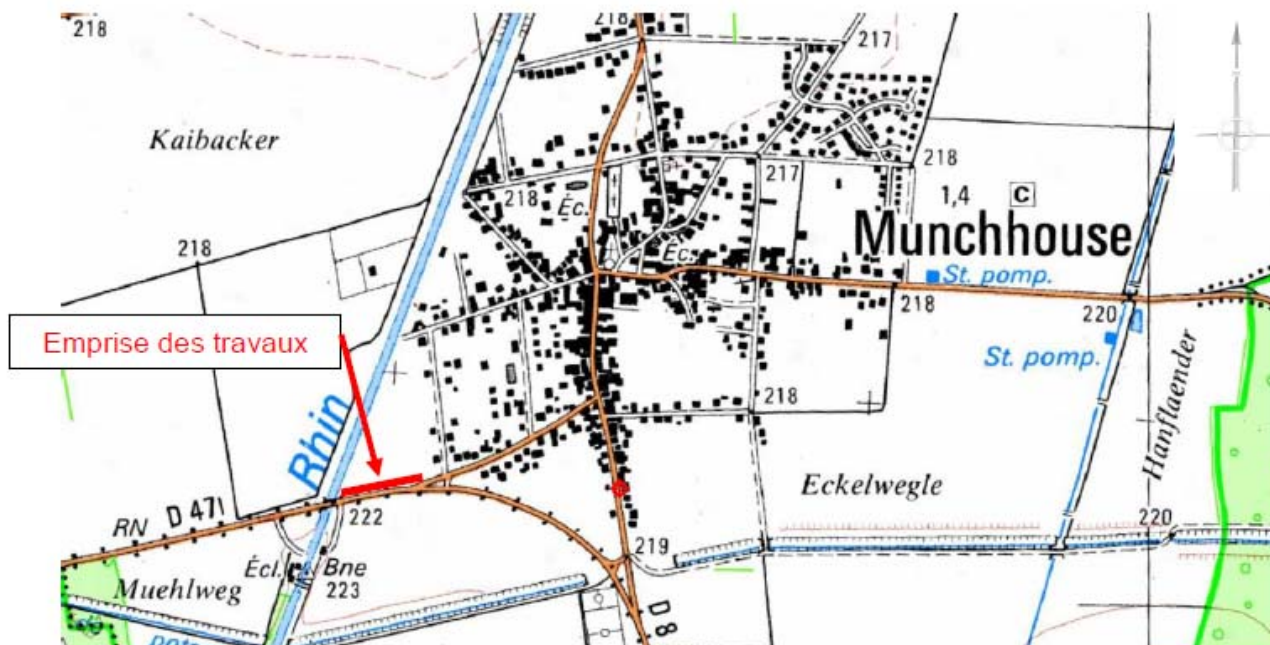 218
218
217
Kaibacker
218
217
218
1,4
C
Éc.
Munchhouse
218
Éc.
St. pomp.
218
220
Emprise des travaux
St. pomp.
Hanflaender
218
Rhin
Eckelwegle
D 471
RN
222
220
219
Écl.
Bne
223
Muehlweg
D 8